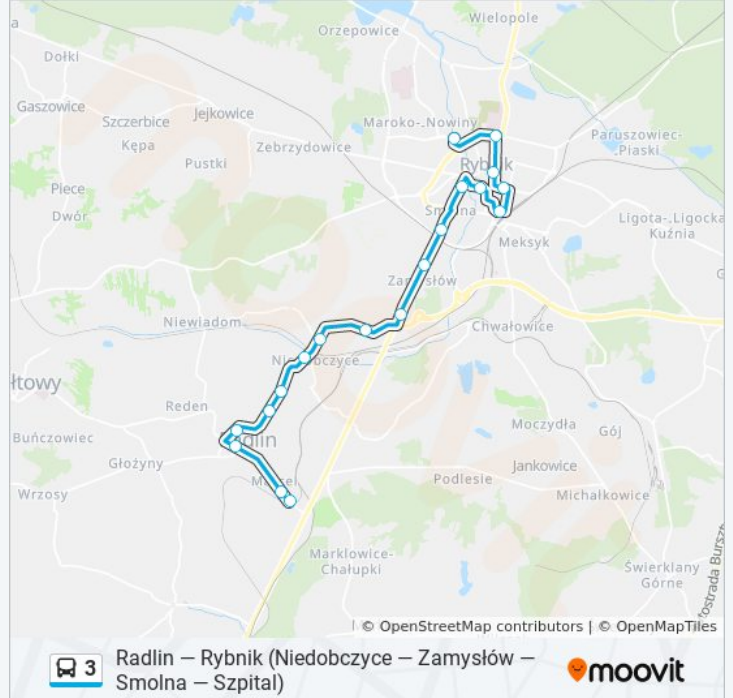 Wielopole
Orzepowice
Dołki
Gaszowice
Szczerbice
Jejkowice
Kępa
Maroko-Nowiny
Paruszowiec-
-Piaski
Zebrzydowice
Pustki
Rybnik
Piece
Dwór
Smolna
Ligota-Ligocka
Kuźnia
Meksyk
Zamysłów
Niewiadom
Chwałowice
Niedobczyce
łtowy
Reden
Moczydła
Gój
Buńczowiec
Radlin
Głożyny
Jankowice
Marcel
Podlesie
Wrzosy
Michałkowice
Marklowice-
-Chałupki
Świerklany
Górne
© OpenStreetMap contributors | © OpenMapTiles
3
Radlin — Rybnik (Niedobczyce — Zamysłów —
Smolna — Szpital)
moovit